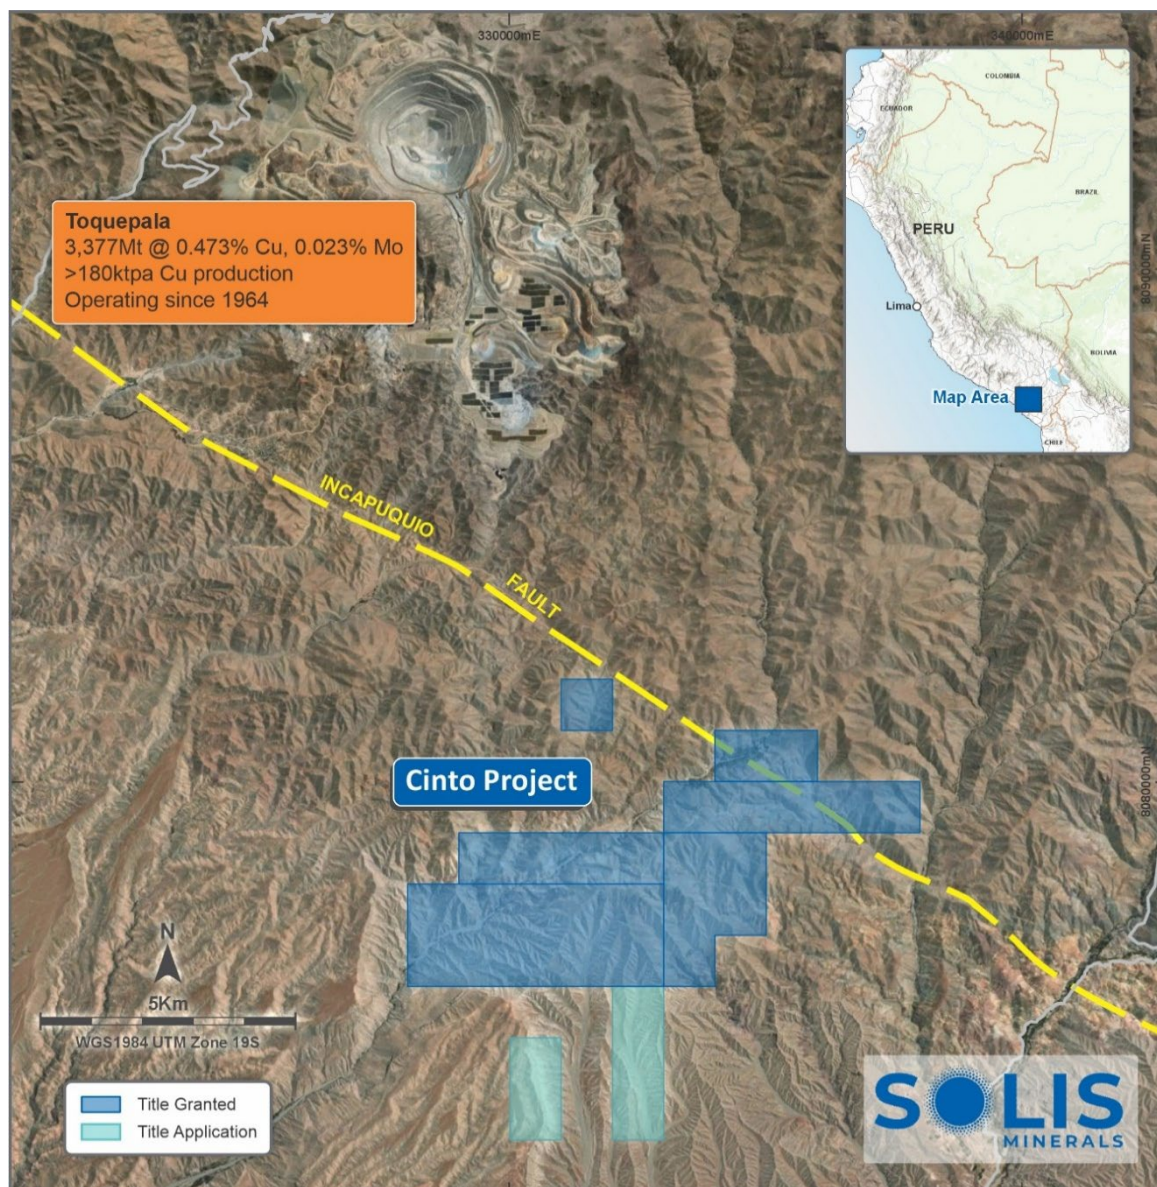 330000mE
340000mE
COLOMBIA
ECUADOR
BRAZIL
PERU
Lima
BOLIVIA
Map Area
CHILE
8090000mN
Toquepala
3,377Mt @ 0.473% Cu, 0.023% Mo
>180ktpa Cu production
Operating since 1964
INCAPUQUIO
FAULT
Cinto Project
8080000mN
N
5Km
WGS1984 UTM Zone 19S
Title Granted
Title Application
SOLIS
MINERALS